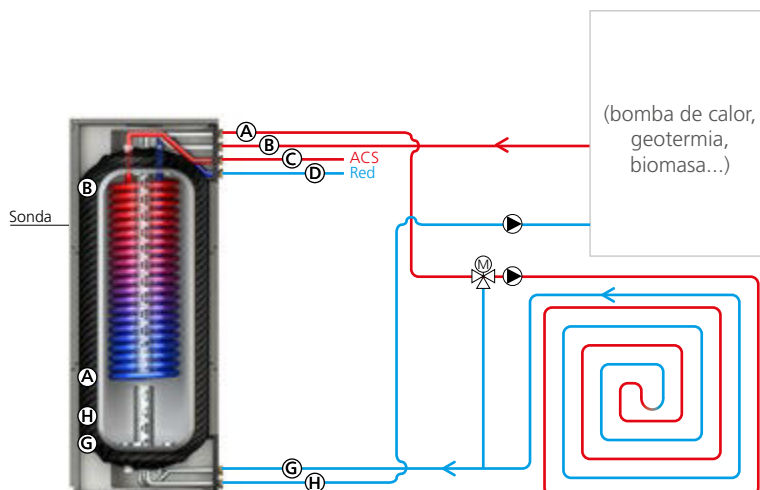 (bomba de calor,
geotermia,
biomasa...)
A
B
C
ACS
D
Red
B
Sonda
M
A
H
G
G
H